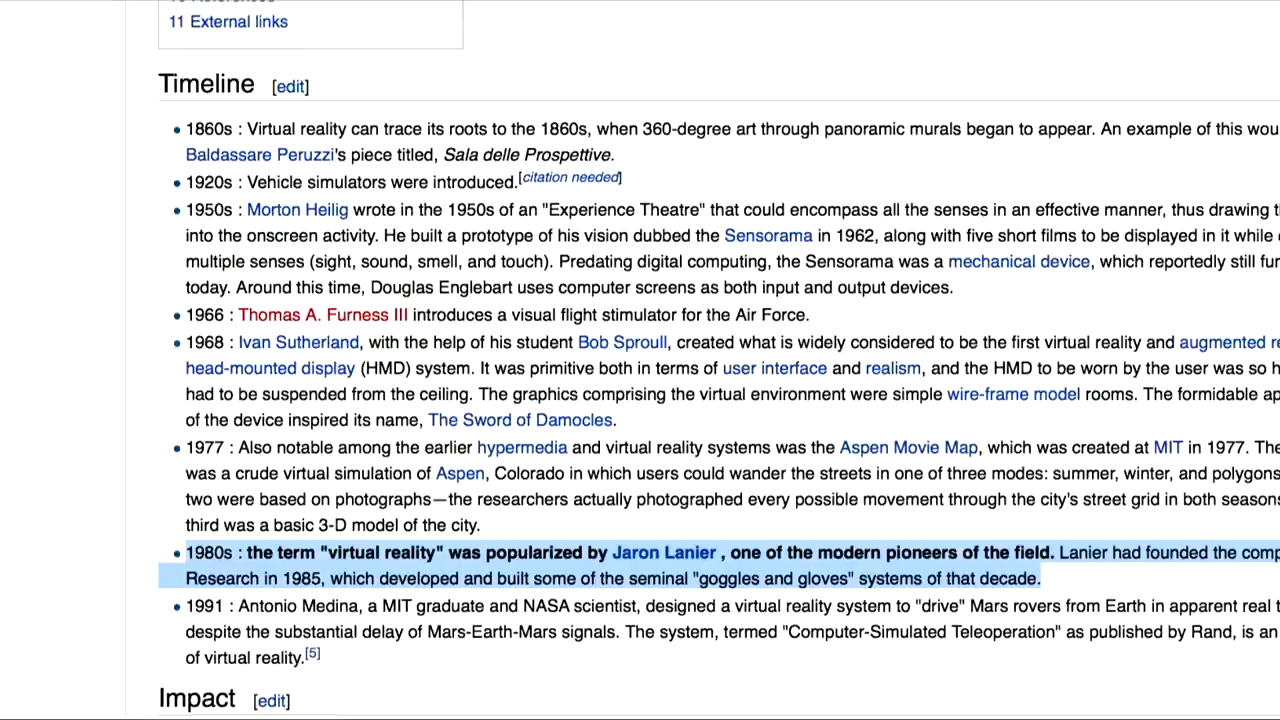 11 External links
Timeline [edit]
• 1860s : Virtual reality can trace its roots to the 1860s, when 360-degree art through panoramic murals began to appear. An example of this
Baldassare Peruzzi's piece titled, Sala delle Prospettive.
• 1920s : Vehicle simulators were introduced.[citation needed]
• 1950s : Morton Heilig wrote in the 1950s of an "Experience Theatre" that could encompass all the senses in an effective manner, thus drawing
into the onscreen activity. He built a prototype of his vision dubbed the Sensorama in 1962, along with five short films to be displayed in it while
multiple senses (sight, sound, smell, and touch). Predating digital computing, the Sensorama was a mechanical device, which reportedly still
today. Around this time, Douglas Englebart uses computer screens as both input and output devices.
• 1966 : Thomas A. Furness III introduces a visual flight stimulator for the Air Force.
• 1968 : Ivan Sutherland, with the help of his student Bob Sproull, created what is widely considered to be the first virtual reality and augmented
head-mounted display (HMD) system. It was primitive both in terms of user interface and realism, and the HMD to be worn by the user was so
had to be suspended from the ceiling. The graphics comprising the virtual environment were simple wire-frame model rooms. The formidable
of the device inspired its name, The Sword of Damocles.
• 1977 : Also notable among the earlier hypermedia and virtual reality systems was the Aspen Movie Map, which was created at MIT in 1977. The
was a crude virtual simulation of Aspen, Colorado in which users could wander the streets in one of three modes: summer, winter, and polygons
two were based on photographs—the researchers actually photographed every possible movement through the city's street grid in both seasons
third was a basic 3-D model of the city.
• 1980s : the term "virtual reality" was popularized by Jaron Lanier , one of the modern pioneers of the field. Lanier had founded the
Research in 1985, which developed and built some of the seminal "goggles and gloves" systems of that decade.
• 1991 : Antonio Medina, a MIT graduate and NASA scientist, designed a virtual reality system to "drive" Mars rovers from Earth in apparent real
despite the substantial delay of Mars-Earth-Mars signals. The system, termed "Computer-Simulated Teleoperation" as published by Rand, is an
of virtual reality.[5]
Impact [edit]